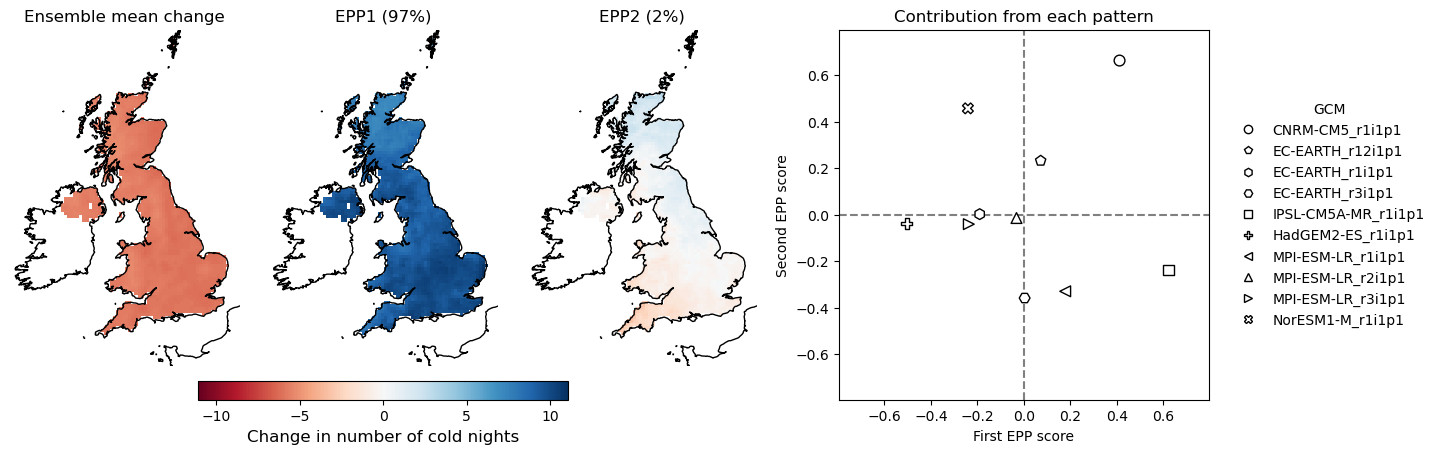 Ensemble mean change
EPP1 (97%)
EPP2 (2%)
−10 −5 0 5 10
Change in number of cold nights
Contribution from each pattern
Second EPP score
0.6
0.4
0.2
0.0
−0.2
−0.4
−0.6
−0.6 −0.4 −0.2 0.0 0.2 0.4 0.6
First EPP score
GCM
CNRM-CM5_r1i1p1
EC-EARTH_r12i1p1
EC-EARTH_r1i1p1
EC-EARTH_r3i1p1
IPSL-CM5A-MR_r1i1p1
HadGEM2-ES_r1i1p1
MPI-ESM-LR_r1i1p1
MPI-ESM-LR_r2i1p1
MPI-ESM-LR_r3i1p1
NorESM1-M_r1i1p1